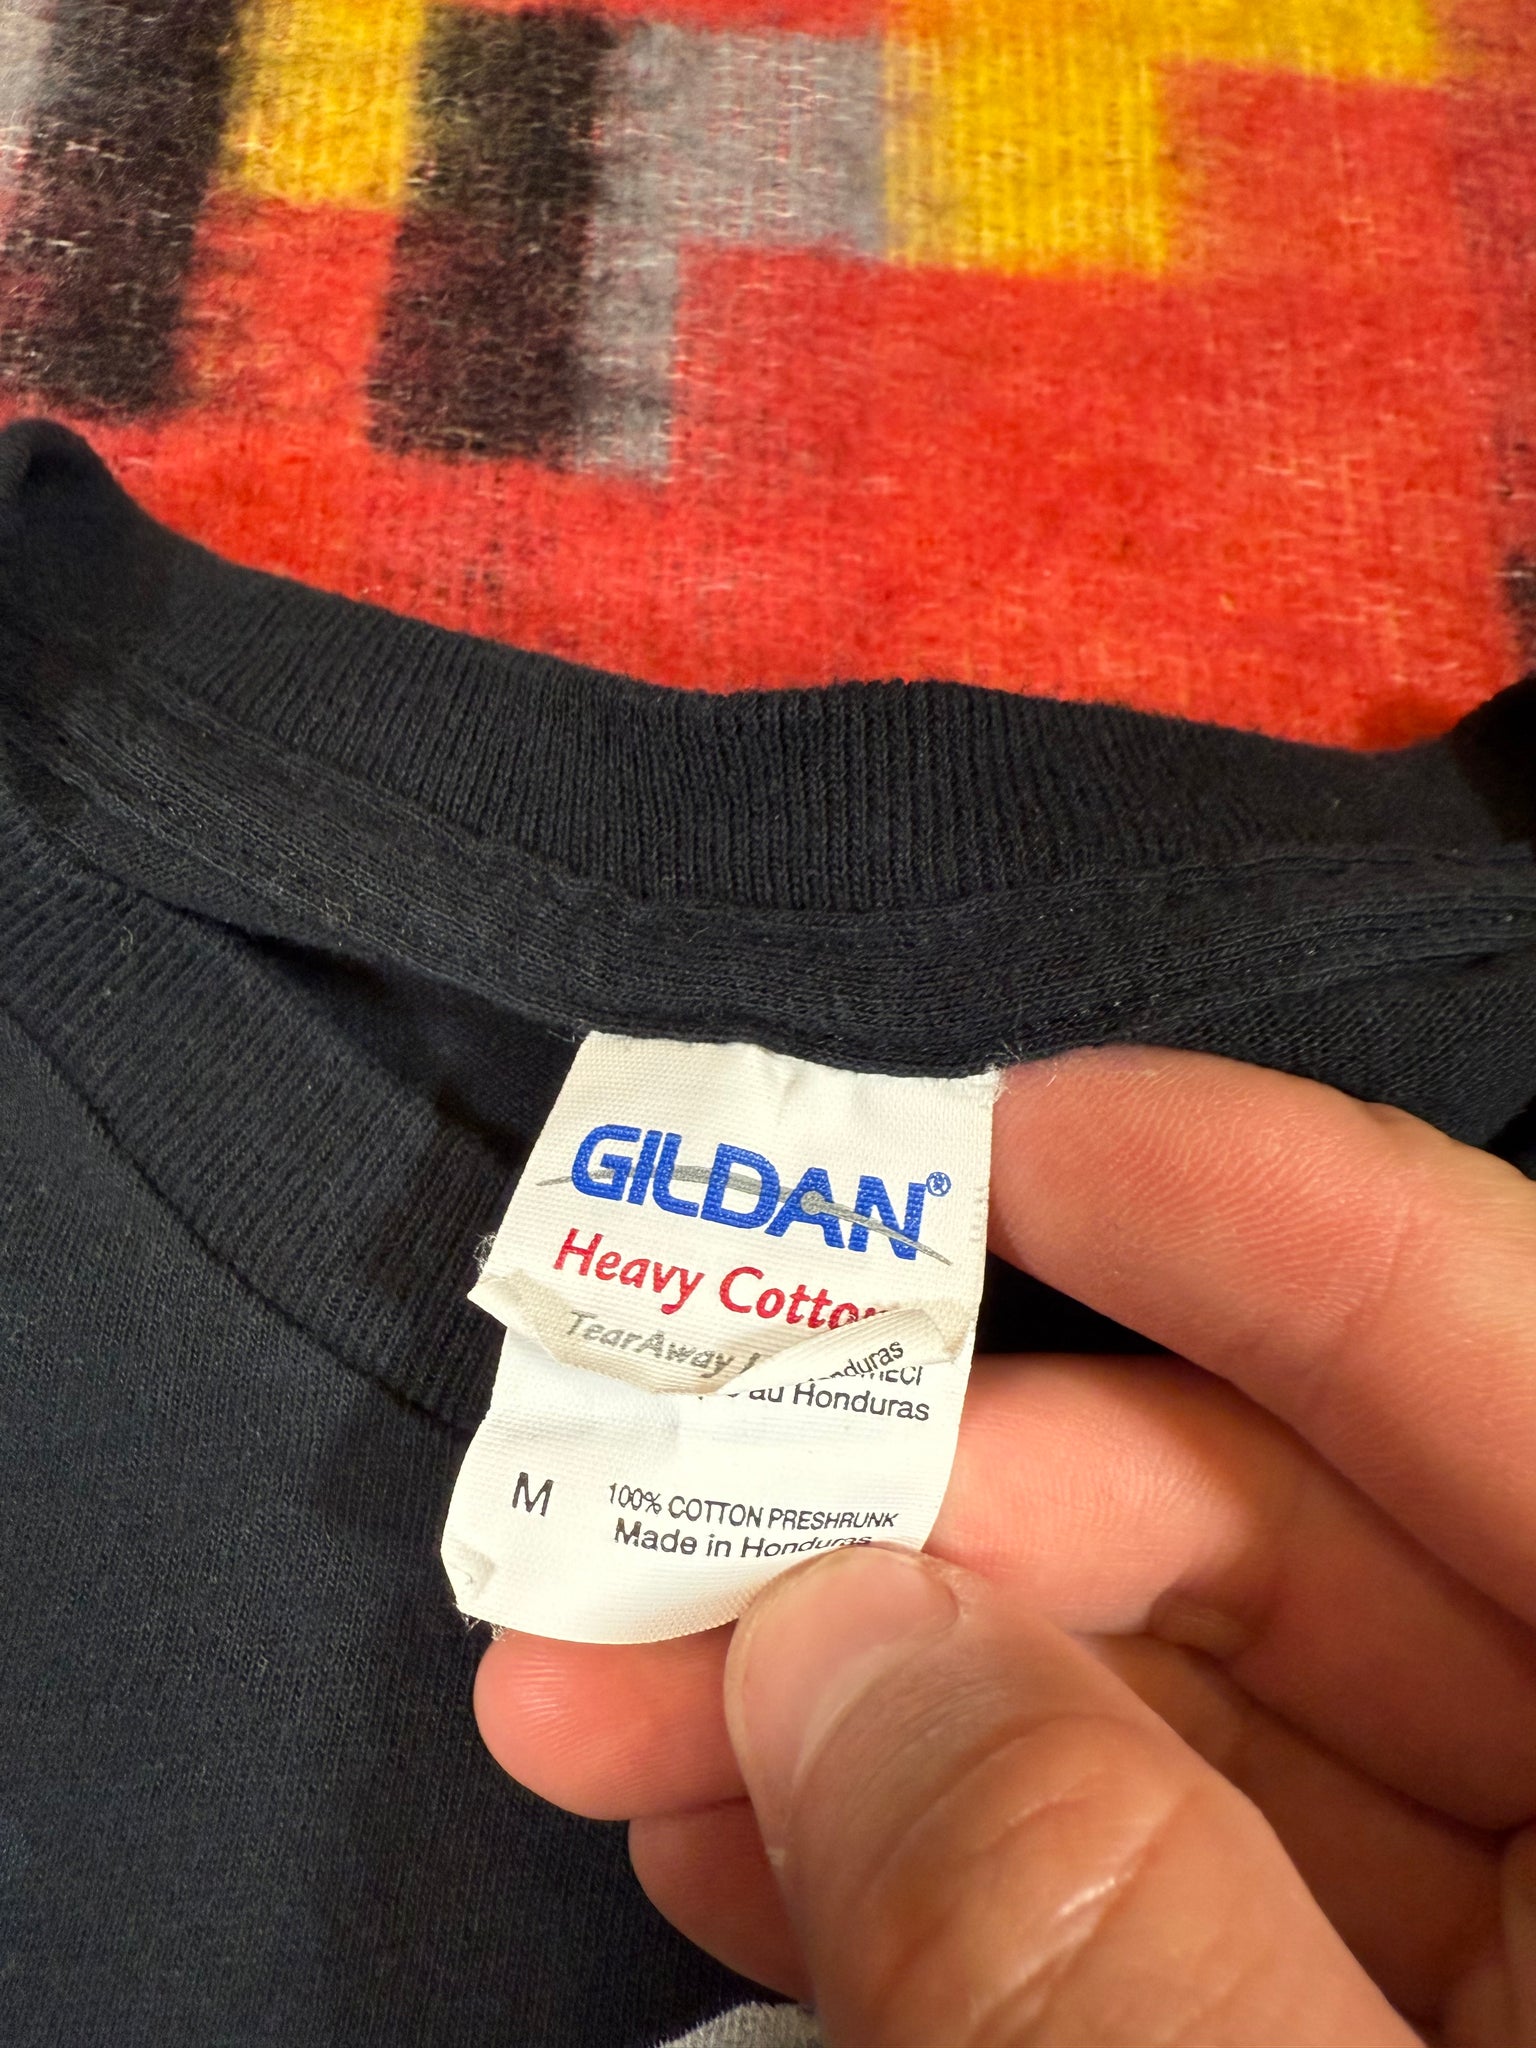 GILDAN®
Heavy Cotton
TearAway
au Honduras
M
100% COTTON PRESHRUNK
Made in Honduras